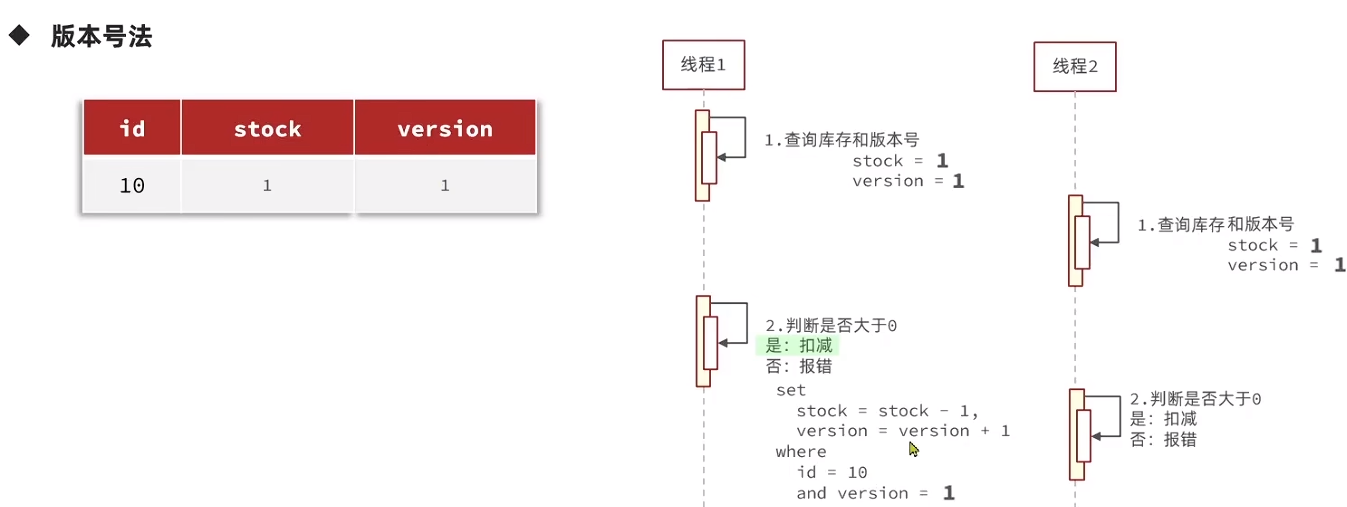 版本号法
id stock version
10 1 1
线程1
1.查询库存和版本号
stock = 1
version = 1
2.判断是否大于0
是：扣减
否：报错
set
stock = stock - 1,
version = version + 1
where
id = 10
and version = 1
线程2
1.查询库存和版本号
stock = 1
version = 1
2.判断是否大于0
是：扣减
否：报错